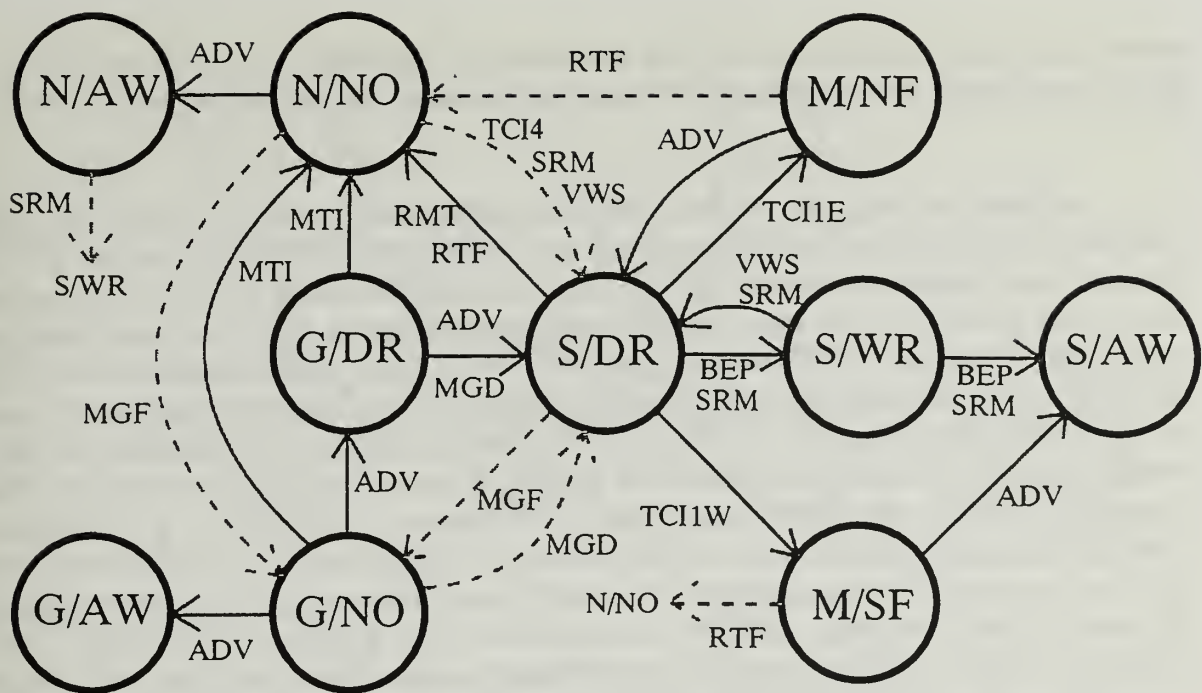 N/AW
ADV
N/NO
RTF
M/NF
TCI4
SRM
VWS
ADV
SRM
S/WR
MTI
RMT
RTF
TCI1E
MTI
VWS
SRM
G/DR
ADV
MGD
S/DR
BEP
SRM
S/WR
BEP
SRM
S/AW
MGF
ADV
MGF
MGD
TCI1W
ADV
G/AW
ADV
G/NO
N/NO
RTF
M/SF